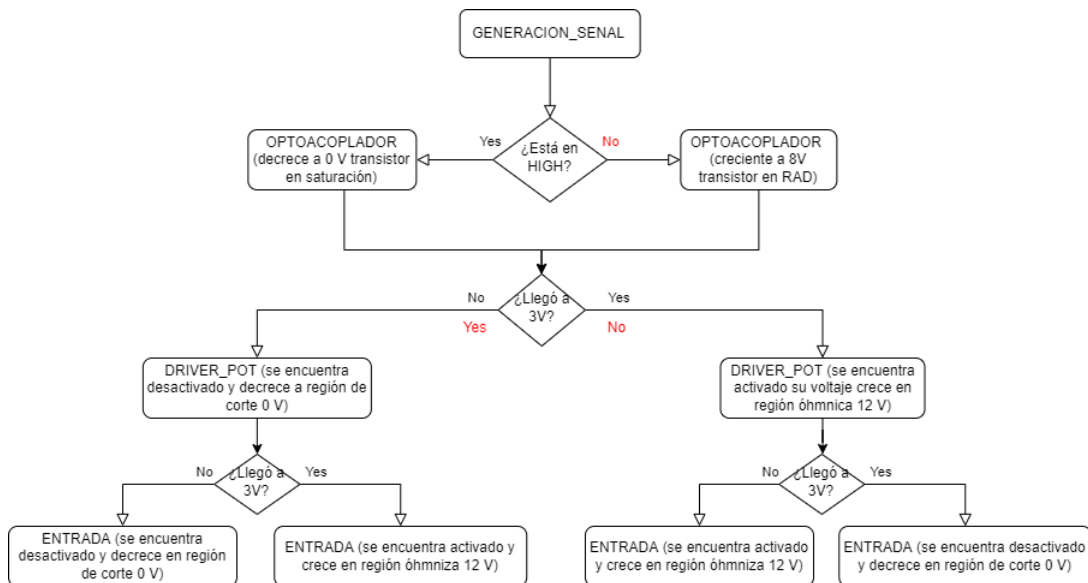 GENERACION_SENAL
OPTOACOPLADOR
(decrece a 0 V transistor
en saturación)
Yes
¿Está en
HIGH?
No
OPTOACOPLADOR
(creciente a 8V
transistor en RAD)
No
Yes
¿Llegó a
3V?
Yes
No
DRIVER_POT (se encuentra
desactivado y decrece a región de
corte 0 V)
DRIVER_POT (se encuentra
activado su voltaje crece en
región óhmnica 12 V)
No
¿Llegó a
3V?
Yes
No
¿Llegó a
3V?
Yes
ENTRADA (se encuentra
desactivado y decrece en región
de corte 0 V)
ENTRADA (se encuentra activado y
crece en región óhmniza 12 V)
ENTRADA (se encuentra activado
y crece en región óhmniza 12 V)
ENTRADA (se encuentra desactivado
y decrece en región de corte 0 V)